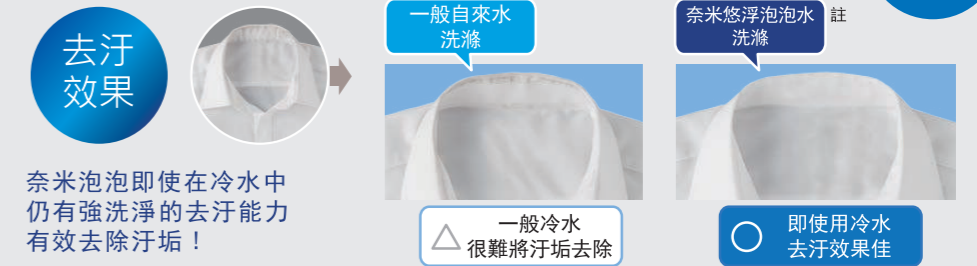 去汙
效果
奈米泡泡即使在冷水中
仍有強洗淨的去汙能力
有效去除汙垢！
一般自來水
洗滌
一般冷水
很難將汙垢去除
奈米悠浮泡泡水 註
洗滌
即使用冷水
去汙效果佳